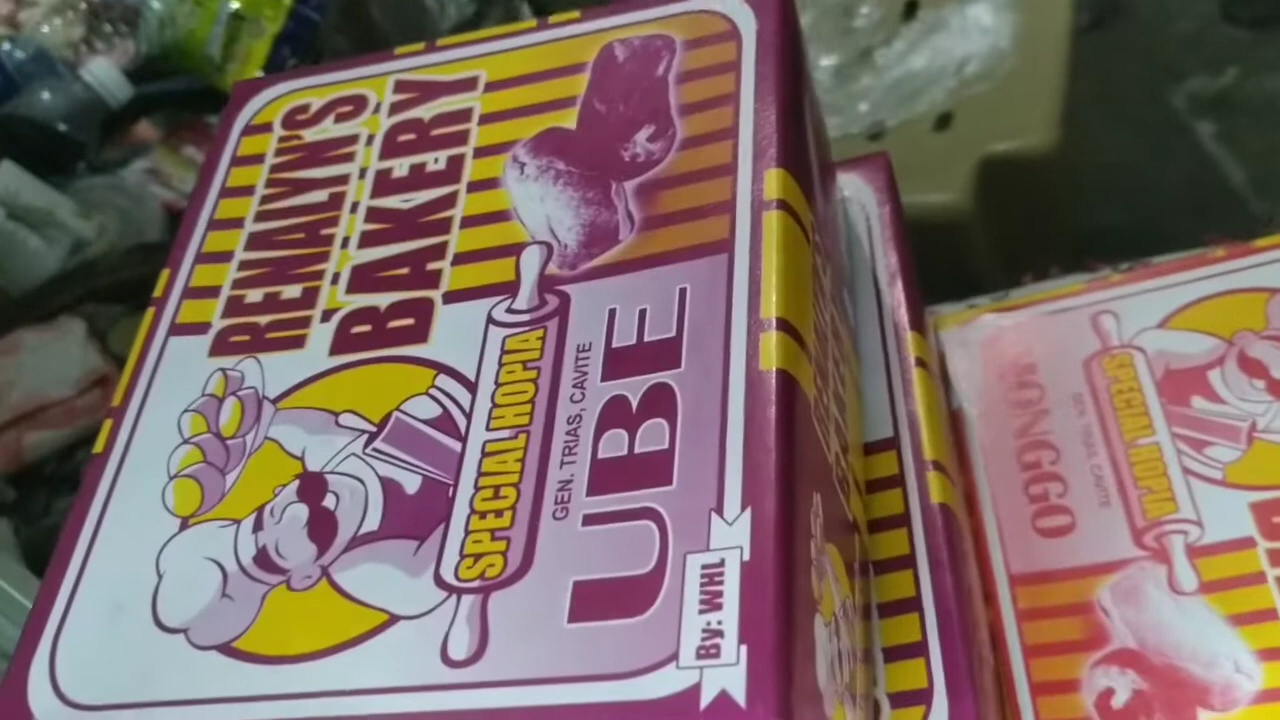 RENALYN'S
BAKERY
SPECIAL HOPIA
GEN. TRIAS, CAVITE
UBE
By: WHL
SPECIAL HOPIA
GEN. TRIAS, CAVITE
MONGGO